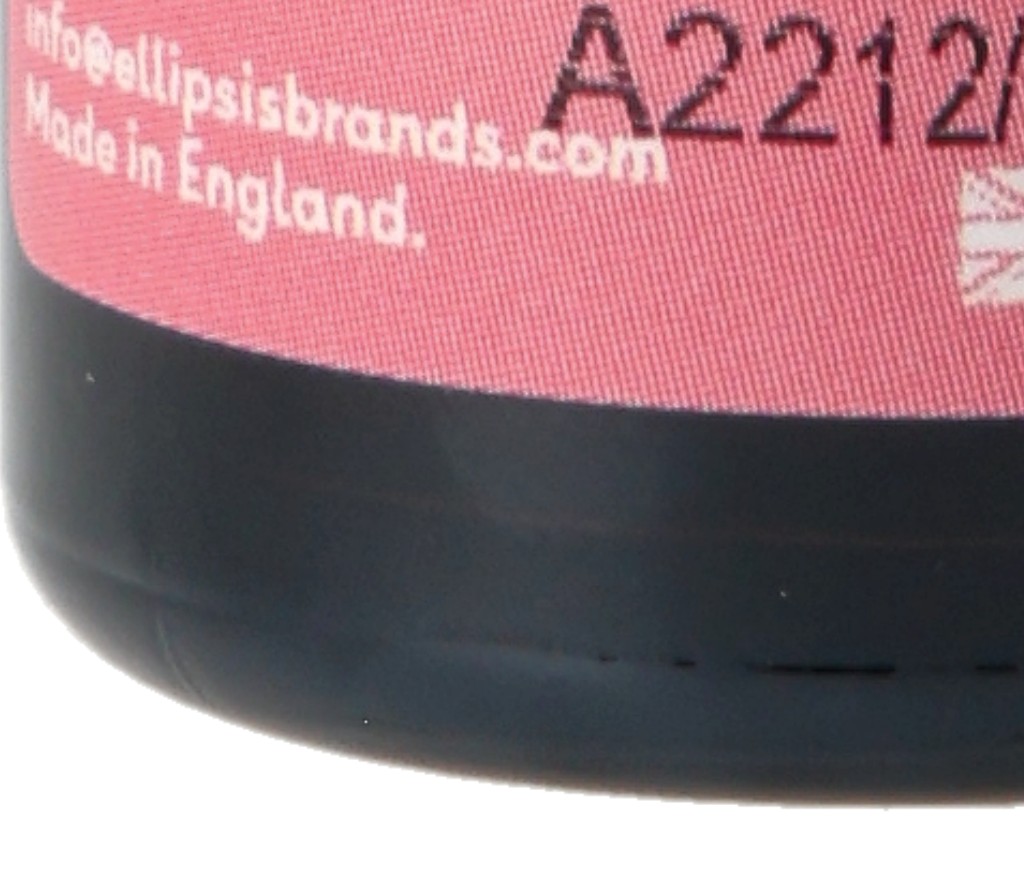 A2212/
info@ellipsisbrands.com
Made in England.